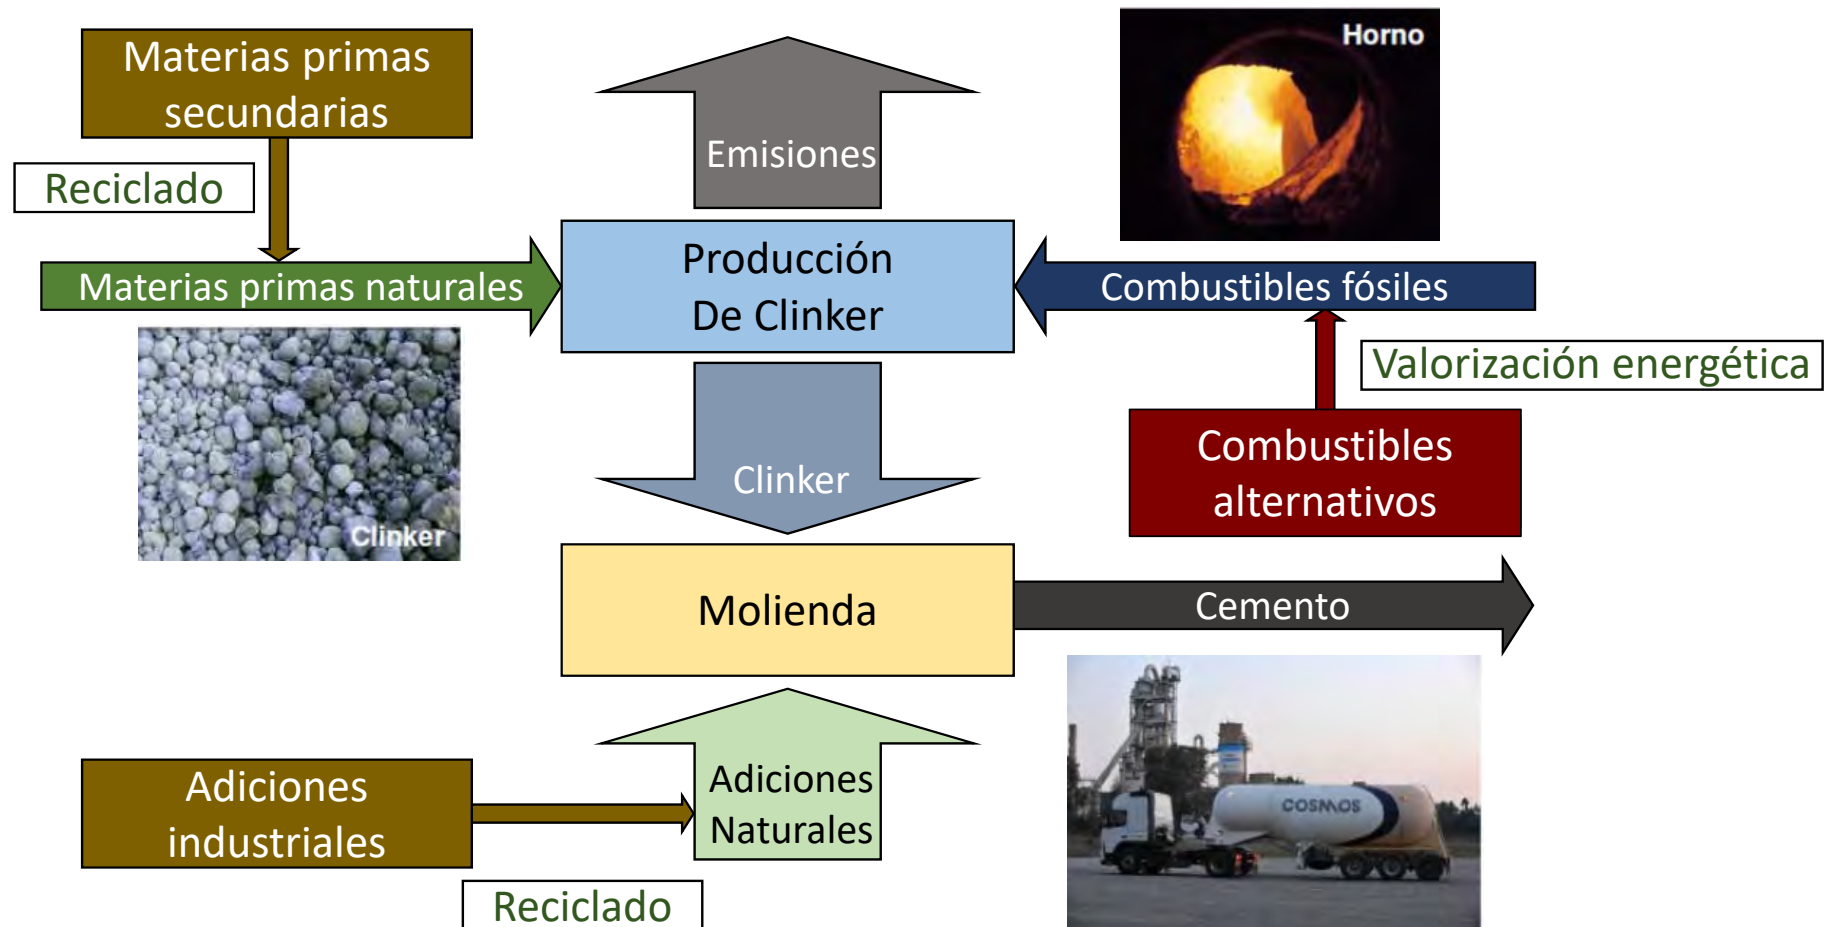 Materias primas
secundarias
Reciclado
Materias primas naturales
Clinker
Emisiones
Producción
De Clinker
Clinker
Horno
Combustibles fósiles
Valorización energética
Combustibles
alternativos
Molienda
Cemento
Adiciones
industriales
Adiciones
Naturales
Reciclado
COSMOS